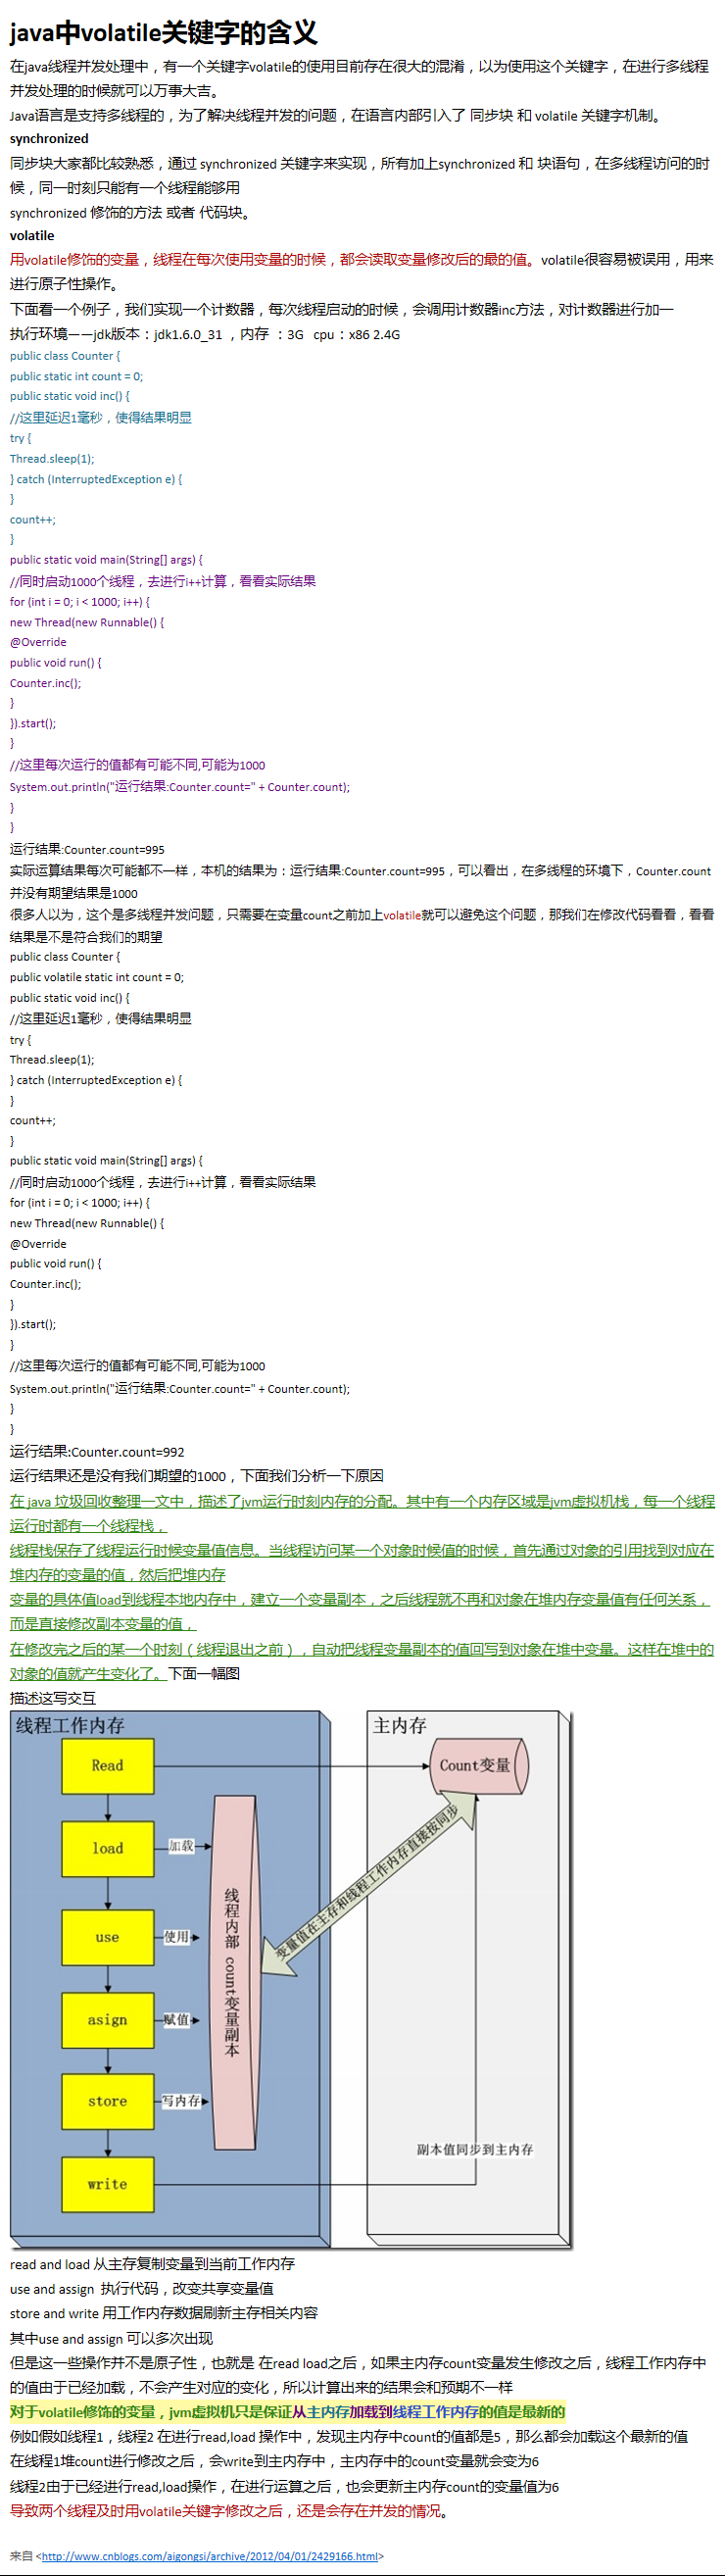 java中volatile关键字的含义
在java线程并发处理中，有一个关键字volatile的使用目前存在很大的混淆，以为使用这个关键字，在进行多线程
并发处理的时候就可以万事大吉。
Java语言是支持多线程的，为了解决线程并发的问题，在语言内部引入了 同步块 和 volatile 关键字机制。
synchronized
同步块大家都比较熟悉，通过 synchronized 关键字来实现，所有加上synchronized 和 块语句，在多线程访问的时
候，同一时刻只能有一个线程能够用
synchronized 修饰的方法 或者 代码块。
volatile
用volatile修饰的变量，线程在每次使用变量的时候，都会读取变量修改后的最的值。volatile很容易被误用，用来
进行原子性操作。
下面看一个例子，我们实现一个计数器，每次线程启动的时候，会调用计数器inc方法，对计数器进行加一
执行环境——jdk版本：jdk1.6.0_31 ，内存 ：3G cpu：x86 2.4G
public class Counter {
public static int count = 0;
public static void inc() {
//这里延迟1毫秒，使得结果明显
try {
Thread.sleep(1);
} catch (InterruptedException e) {
}
count++;
}
public static void main(String[] args) {
//同时启动1000个线程，去进行i++计算，看看实际结果
for (int i = 0; i < 1000; i++) {
new Thread(new Runnable() {
@Override
public void run() {
Counter.inc();
}
}).start();
}
//这里每次运行的值都有可能不同,可能为1000
System.out.println("运行结果:Counter.count=" + Counter.count);
}
}
运行结果:Counter.count=995
实际运算结果每次可能都不一样，本机的结果为：运行结果:Counter.count=995，可以看出，在多线程的环境下，Counter.count
并没有期望结果是1000
很多人以为，这个是多线程并发问题，只需要在变量count之前加上volatile就可以避免这个问题，那我们在修改代码看看，看看
结果是不是符合我们的期望
public class Counter {
public volatile static int count = 0;
public static void inc() {
//这里延迟1毫秒，使得结果明显
try {
Thread.sleep(1);
} catch (InterruptedException e) {
}
count++;
}
public static void main(String[] args) {
//同时启动1000个线程，去进行i++计算，看看实际结果
for (int i = 0; i < 1000; i++) {
new Thread(new Runnable() {
@Override
public void run() {
Counter.inc();
}
}).start();
}
//这里每次运行的值都有可能不同,可能为1000
System.out.println("运行结果:Counter.count=" + Counter.count);
}
}
运行结果:Counter.count=992
运行结果还是没有我们期望的1000，下面我们分析一下原因
在 java 垃圾回收整理一文中，描述了jvm运行时刻内存的分配。其中有一个内存区域是jvm虚拟机栈，每一个线程
运行时都有一个线程栈，
线程栈保存了线程运行时候变量值信息。当线程访问某一个对象时候值的时候，首先通过对象的引用找到对应在
堆内存的变量的值，然后把堆内存
变量的具体值load到线程本地内存中，建立一个变量副本，之后线程就不再和对象在堆内存变量值有任何关系，
而是直接修改副本变量的值，
在修改完之后的某一个时刻（线程退出之前），自动把线程变量副本的值回写到对象在堆中变量。这样在堆中的
对象的值就产生变化了。下面一幅图
描述这写交互
线程工作内存
主内存
Read
Count变量
load
加载
use
使用
asign
赋值
store
写内存
write
线程内部 count变量副本
变量值在主存和线程工作内存直接按同步
副本值同步到主内存
read and load 从主存复制变量到当前工作内存
use and assign 执行代码，改变共享变量值
store and write 用工作内存数据刷新主存相关内容
其中use and assign 可以多次出现
但是这一些操作并不是原子性，也就是 在read load之后，如果主内存count变量发生修改之后，线程工作内存中
的值由于已经加载，不会产生对应的变化，所以计算出来的结果会和预期不一样
对于volatile修饰的变量，jvm虚拟机只是保证从主内存加载到线程工作内存的值是最新的
例如假如线程1，线程2 在进行read,load 操作中，发现主内存中count的值都是5，那么都会加载这个最新的值
在线程1堆count进行修改之后，会write到主内存中，主内存中的count变量就会变为6
线程2由于已经进行read,load操作，在进行运算之后，也会更新主内存count的变量值为6
导致两个线程及时用volatile关键字修改之后，还是会存在并发的情况。
来自 <http://www.cnblogs.com/aigongsi/archive/2012/04/01/2429166.html>